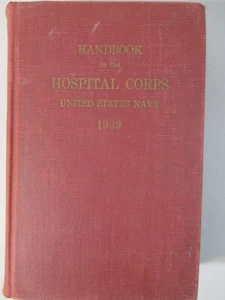 HANDBOOK
OF THE
HOSPITAL CORPS
UNITED STATES NAVY
1939